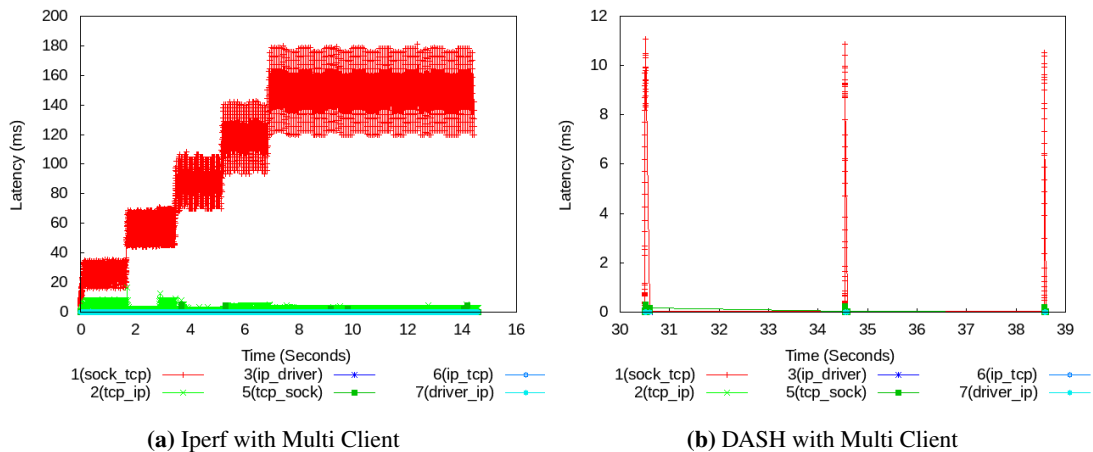 200
180
160
140
120
100
80
60
40
20
0
Latency (ms)
0 2 4 6 8 10 12 14 16
Time (Seconds)
1(sock_tcp) 3(ip_driver) 6(ip_tcp)
2(tcp_ip) 5(tcp_sock) 7(driver_ip)
(a) Iperf with Multi Client
12
10
8
6
4
2
0
Latency (ms)
30 31 33 34 35 36 38 39
Time (Seconds)
1(sock_tcp) 3(ip_driver) 6(ip_tcp)
2(tcp_ip) 5(tcp_sock) 7(driver_ip)
(b) DASH with Multi Client